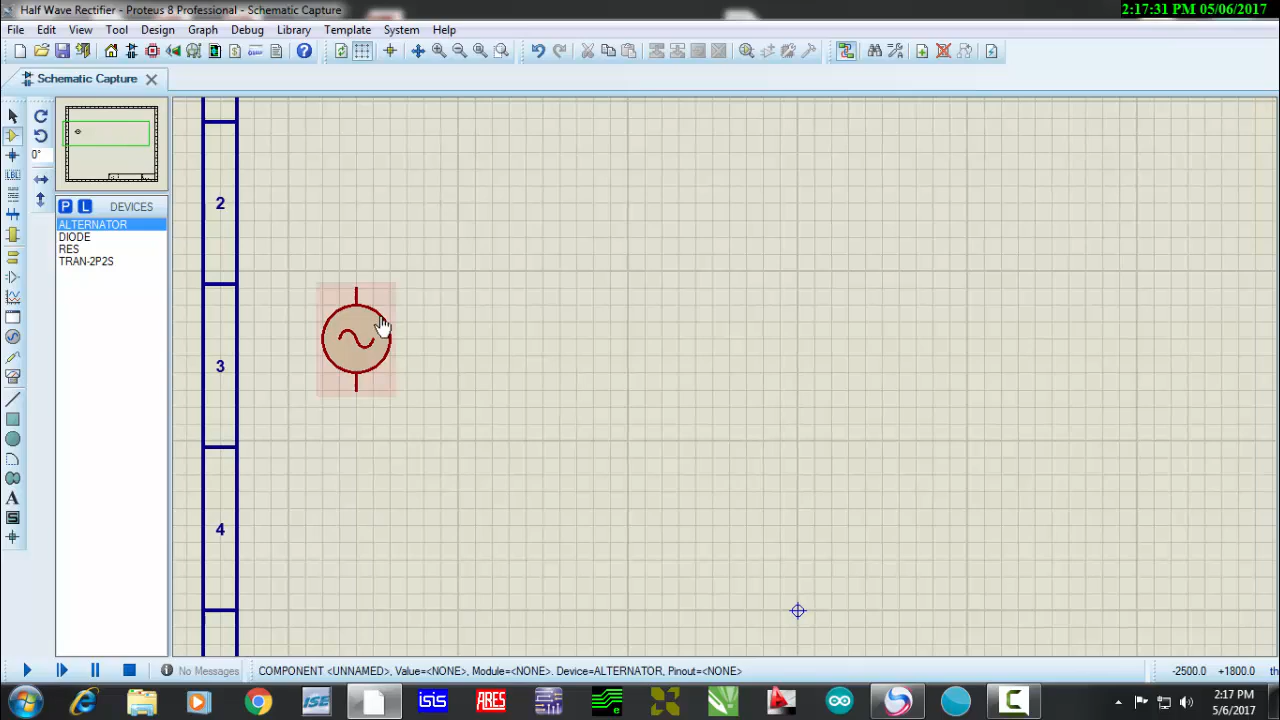 Half Wave Rectifier - Proteus 8 Professional - Schematic Capture
2:17:31 PM 05/06/2017
File Edit View Tool Design Graph Debug Library Template System Help
Schematic Capture
0°
LBL
P L DEVICES
ALTERNATOR
DIODE
RES
TRAN-2P2S
A
S
2
3
4
No Messages
COMPONENT <UNNAMED>, Value=<NONE>, Module=<NONE>, Device=ALTERNATOR, Pinout=<NONE>
-2500.0 +1800.0 th
ISE isis ARES e
2:17 PM
5/6/2017